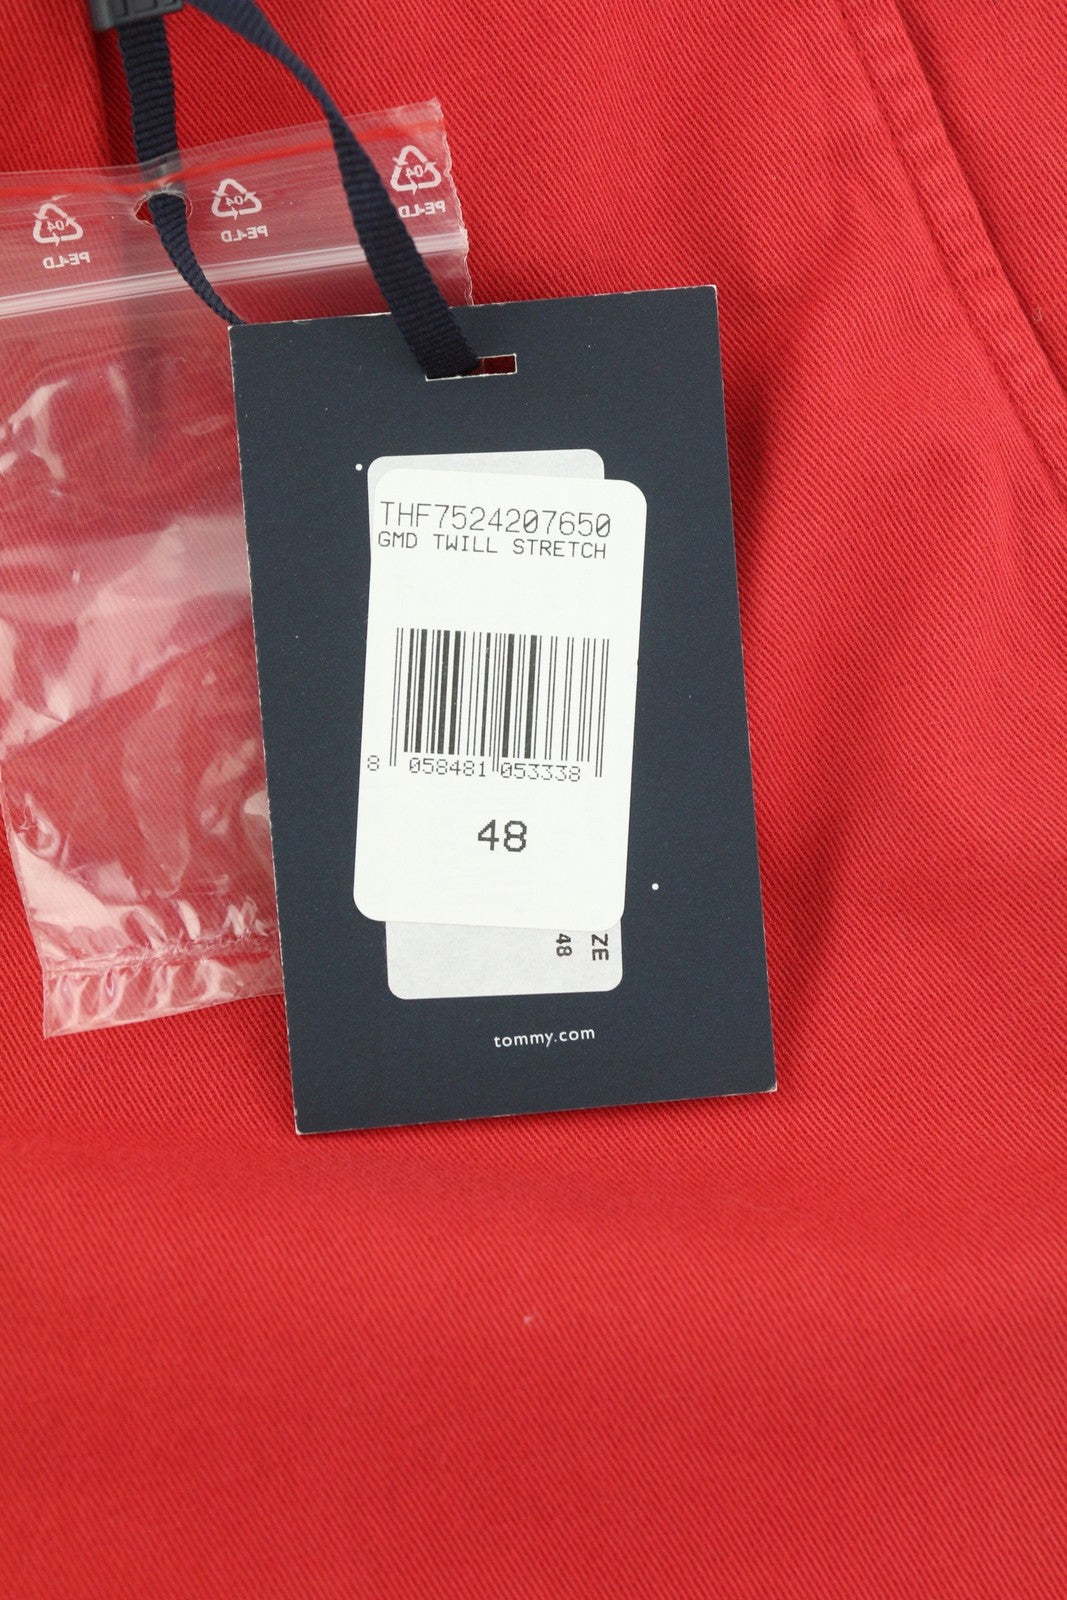 04
PE-LD
04
PE-LD
04
PE-LD
THF7524207650
GMD TWILL STRETCH
8 058481 053338
48
ZE
48
tommy.com